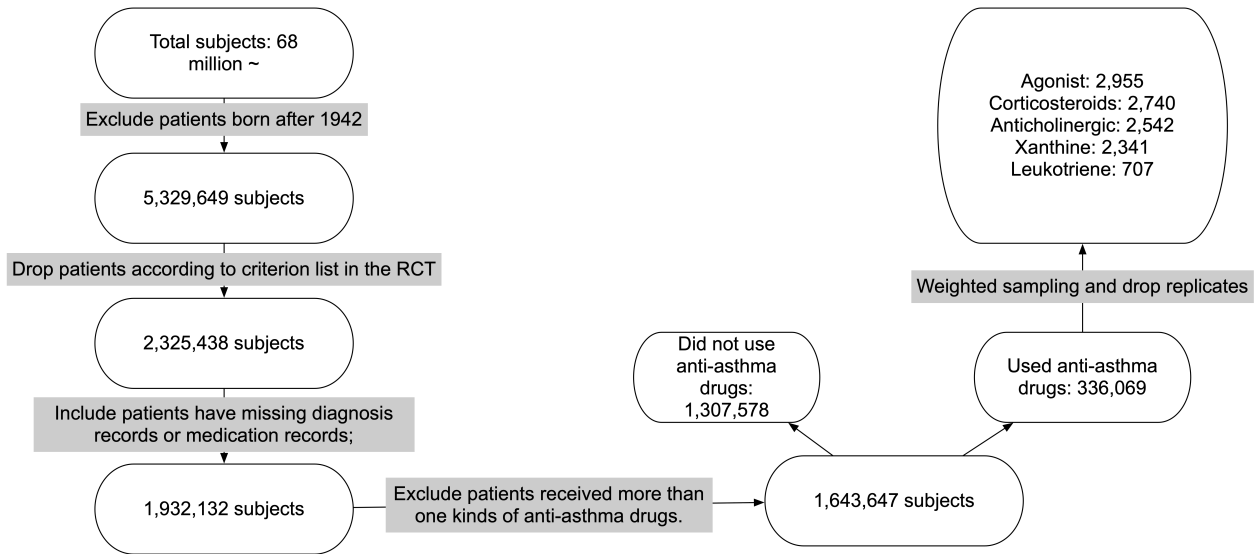 Total subjects: 68
million ~
Exclude patients born after 1942
5,329,649 subjects
Drop patients according to criterion list in the RCT
2,325,438 subjects
Include patients have missing diagnosis
records or medication records;
1,932,132 subjects
Exclude patients received more than
one kinds of anti-asthma drugs.
1,643,647 subjects
Did not use
anti-asthma
drugs:
1,307,578
Used anti-asthma
drugs: 336,069
Weighted sampling and drop replicates
Agonist: 2,955
Corticosteroids: 2,740
Anticholinergic: 2,542
Xanthine: 2,341
Leukotriene: 707